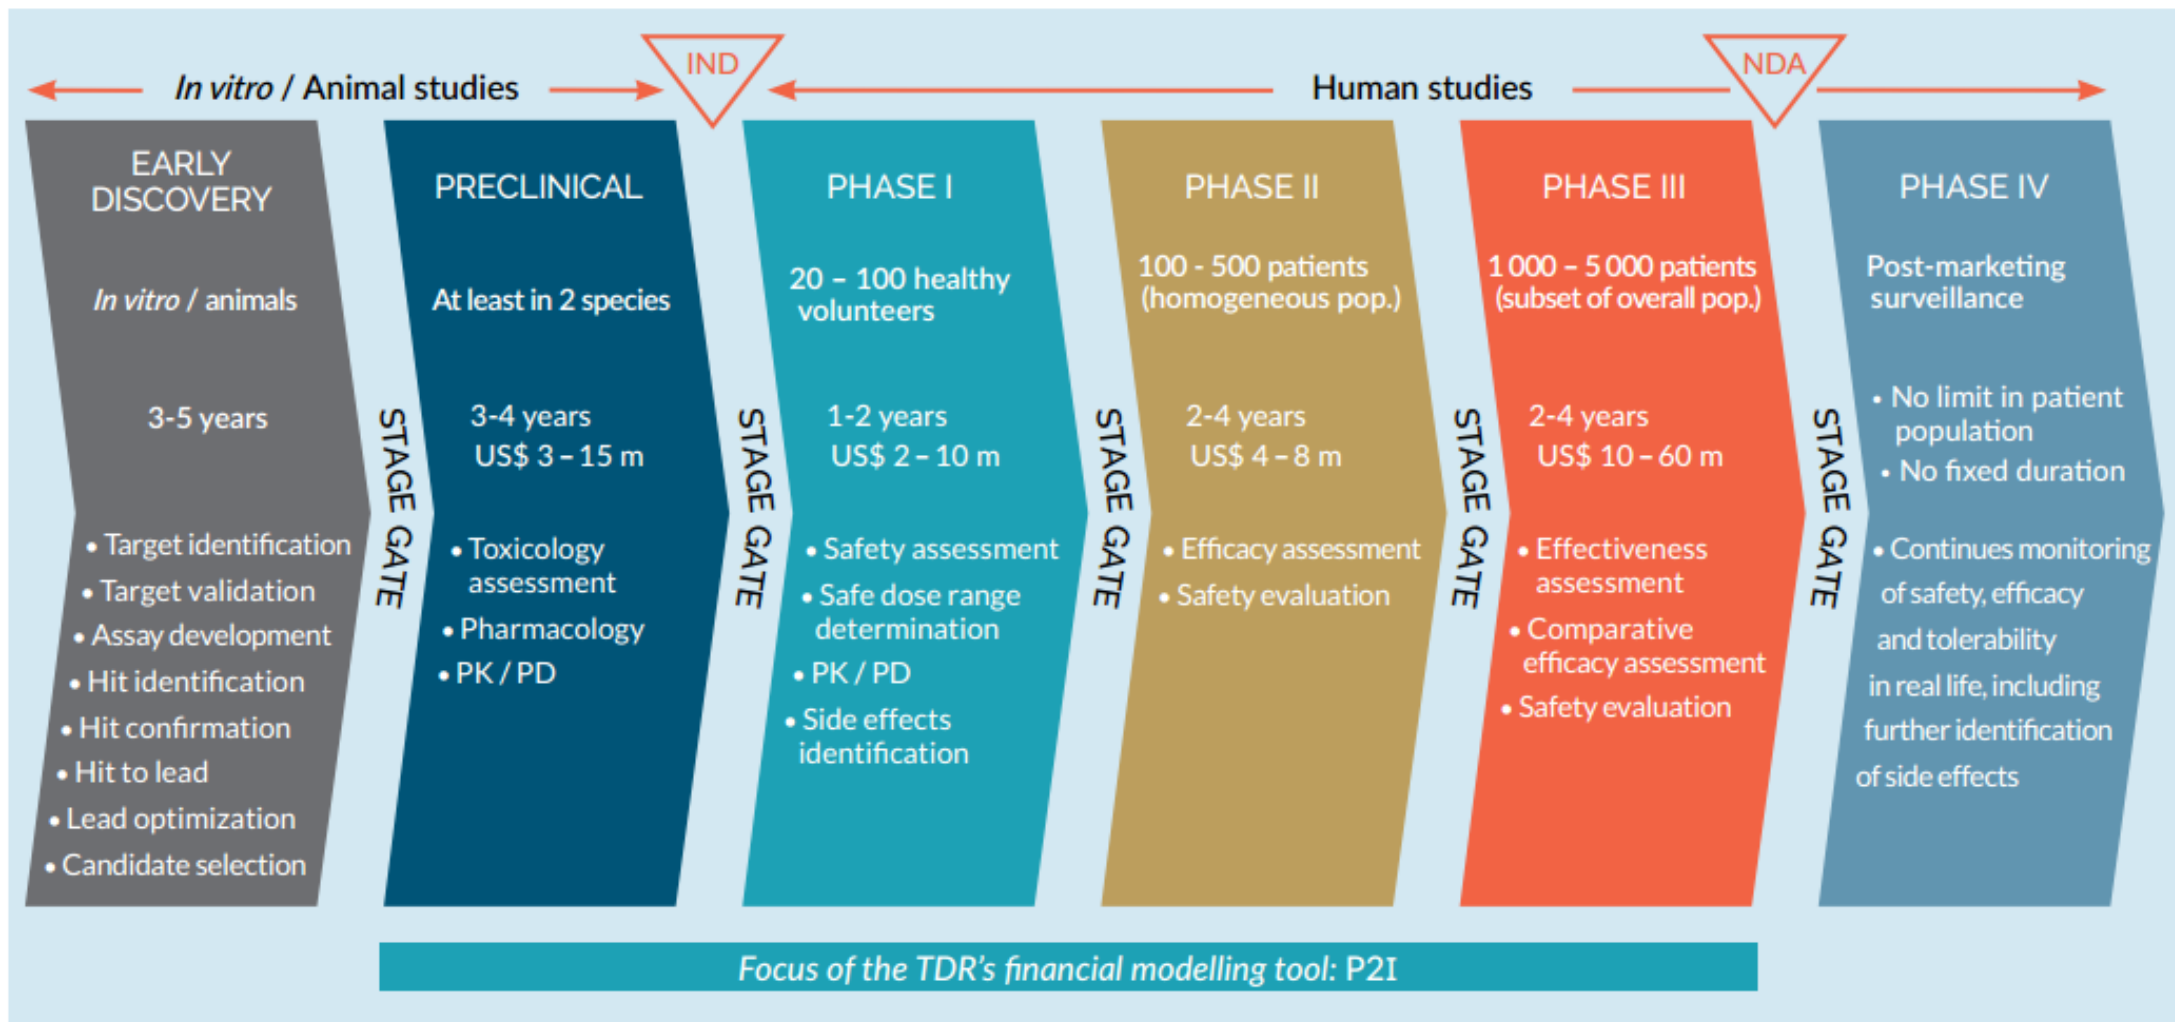 In vitro / Animal studies
IND
Human studies
NDA
EARLY
DISCOVERY
In vitro / animals
3-5 years
• Target identification
• Target validation
• Assay development
• Hit identification
• Hit confirmation
• Hit to lead
• Lead optimization
• Candidate selection
STAGE GATE
PRECLINICAL
At least in 2 species
3-4 years
US$ 3 – 15 m
• Toxicology
assessment
• Pharmacology
• PK / PD
STAGE GATE
PHASE I
20 – 100 healthy
volunteers
1-2 years
US$ 2 – 10 m
• Safety assessment
• Safe dose range
determination
• PK / PD
• Side effects
identification
STAGE GATE
PHASE II
100 - 500 patients
(homogeneous pop.)
2-4 years
US$ 4 – 8 m
• Efficacy assessment
• Safety evaluation
STAGE GATE
PHASE III
1 000 – 5 000 patients
(subset of overall pop.)
2-4 years
US$ 10 – 60 m
• Effectiveness
assessment
• Comparative
efficacy assessment
• Safety evaluation
STAGE GATE
PHASE IV
Post-marketing
surveillance
• No limit in patient
population
• No fixed duration
• Continues monitoring
of safety, efficacy
and tolerability
in real life, including
further identification
of side effects
Focus of the TDR's financial modelling tool: P2I